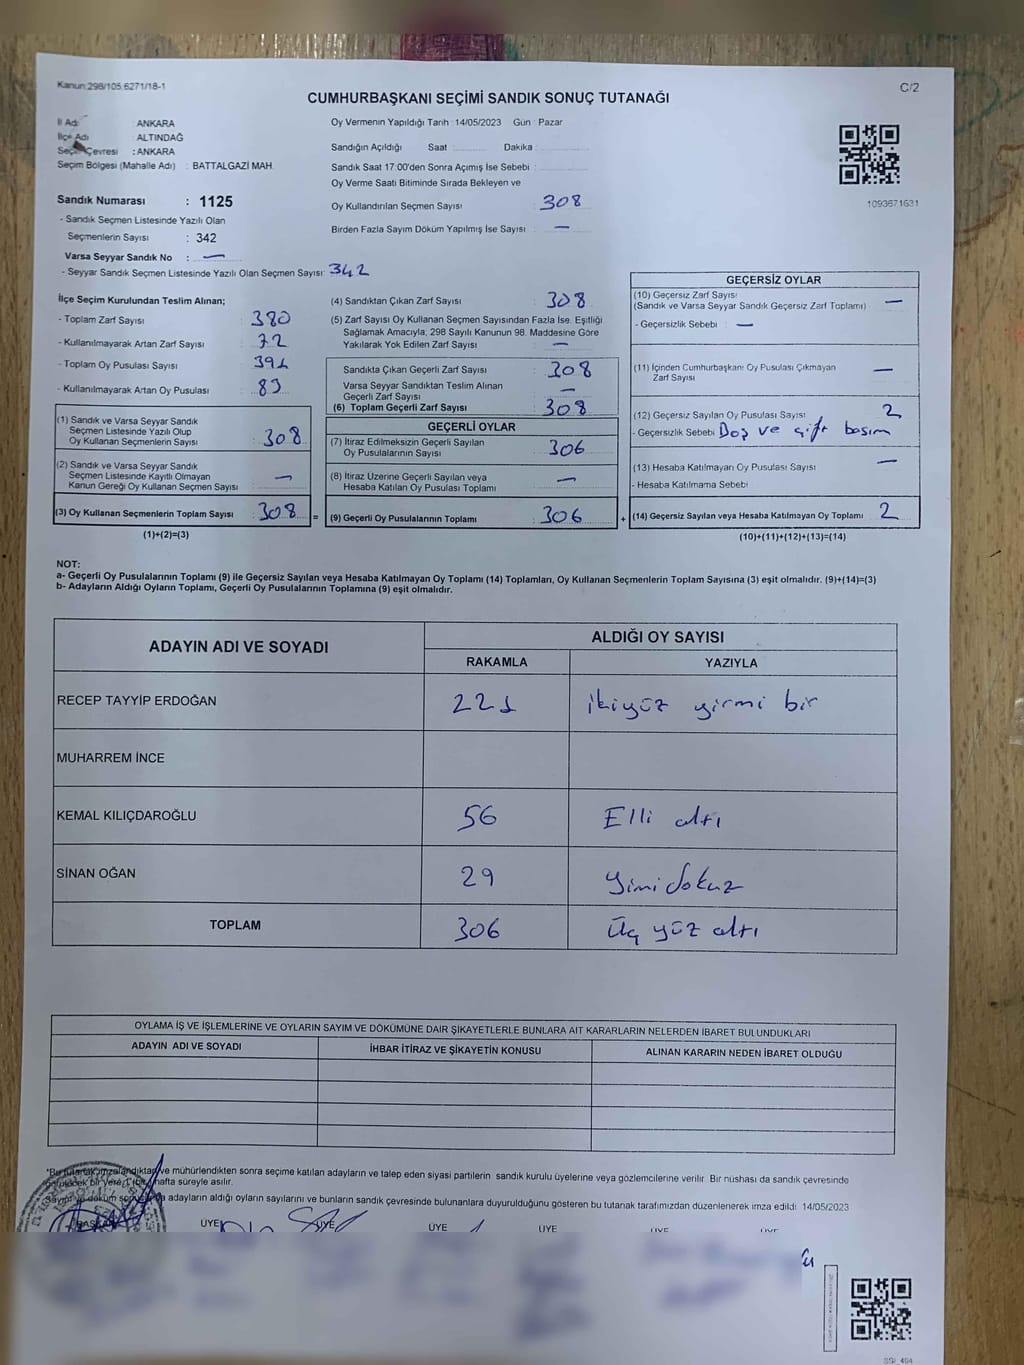 Kanun:298/105.6271/18-1
C/2
CUMHURBAŞKANI SEÇİMİ SANDIK SONUÇ TUTANAĞI
İl Adı : ANKARA
İlçe Adı : ALTINDAĞ
Seçim Çevresi : ANKARA
Seçim Bölgesi (Mahalle Adı) : BATTALGAZİ MAH.
Oy Vermenin Yapıldığı Tarih :14/05/2023 Gün : Pazar
Sandığın Açıldığı Saat Dakika
Sandık Saat 17:00'den Sonra Açımış İse Sebebi :
Oy Verme Saati Bitiminde Sırada Bekleyen ve
Oy Kullandırılan Seçmen Sayısı : 308
Birden Fazla Sayım Döküm Yapılmış İse Sayısı : —
1093671631
Sandık Numarası : 1125
- Sandık Seçmen Listesinde Yazılı Olan
Seçmenlerin Sayısı : 342
Varsa Seyyar Sandık No : —
- Seyyar Sandık Seçmen Listesinde Yazılı Olan Seçmen Sayısı: 342
İlçe Seçim Kurulundan Teslim Alınan;
- Toplam Zarf Sayısı : 380
- Kullanılmayarak Artan Zarf Sayısı : 72
- Toplam Oy Pusulası Sayısı : 391
- Kullanılmayarak Artan Oy Pusulası : 83
(1) Sandık ve Varsa Seyyar Sandık
Seçmen Listesinde Yazılı Olup
Oy Kullanan Seçmenlerin Sayısı : 308
(2) Sandık ve Varsa Seyyar Sandık
Seçmen Listesinde Kayıtlı Olmayan
Kanun Gereği Oy Kullanan Seçmen Sayısı : —
(3) Oy Kullanan Seçmenlerin Toplam Sayısı : 308 =
(1)+(2)=(3)
(4) Sandıktan Çıkan Zarf Sayısı : 308
(5) Zarf Sayısı Oy Kullanan Seçmen Sayısından Fazla İse, Eşitliği
Sağlamak Amacıyla, 298 Sayılı Kanunun 98. Maddesine Göre
Yakılarak Yok Edilen Zarf Sayısı : —
Sandıkta Çıkan Geçerli Zarf Sayısı : 308
Varsa Seyyar Sandıktan Teslim Alınan
Geçerli Zarf Sayısı : —
(6) Toplam Geçerli Zarf Sayısı : 308
GEÇERLİ OYLAR
(7) İtiraz Edilmeksizin Geçerli Sayılan
Oy Pusulalarının Sayısı : 306
(8) İtiraz Üzerine Geçerli Sayılan veya
Hesaba Katılan Oy Pusulası Toplamı : —
(9) Geçerli Oy Pusulalarının Toplamı : 306 +
GEÇERSİZ OYLAR
(10) Geçersiz Zarf Sayısı
(Sandık ve Varsa Seyyar Sandık Geçersiz Zarf Toplamı) : —
- Geçersizlik Sebebi : —
(11) İçinden Cumhurbaşkanı Oy Pusulası Çıkmayan
Zarf Sayısı : —
(12) Geçersiz Sayılan Oy Pusulası Sayısı : 2
- Geçersizlik Sebebi Boş ve çift basım
(13) Hesaba Katılmayan Oy Pusulası Sayısı : —
- Hesaba Katılmama Sebebi
(14) Geçersiz Sayılan veya Hesaba Katılmayan Oy Toplamı : 2
(10)+(11)+(12)+(13)=(14)
NOT:
a- Geçerli Oy Pusulalarının Toplamı (9) ile Geçersiz Sayılan veya Hesaba Katılmayan Oy Toplamı (14) Toplamları, Oy Kullanan Seçmenlerin Toplam Sayısına (3) eşit olmalıdır. (9)+(14)=(3)
b- Adayların Aldığı Oyların Toplamı, Geçerli Oy Pusulalarının Toplamına (9) eşit olmalıdır.
ADAYIN ADI VE SOYADI
ALDIĞI OY SAYISI
RAKAMLA YAZIYLA
RECEP TAYYİP ERDOĞAN 221 İkiyüz yirmi bir
MUHARREM İNCE
KEMAL KILIÇDAROĞLU 56 Elli altı
SİNAN OĞAN 29 Yimi dokuz
TOPLAM 306 Üç yüz altı
OYLAMA İŞ VE İŞLEMLERİNE VE OYLARIN SAYIM VE DÖKÜMÜNE DAİR ŞİKAYETLERLE BUNLARA AİT KARARLARIN NELERDEN İBARET BULUNDUKLARI
ADAYIN ADI VE SOYADI İHBAR İTİRAZ VE ŞİKAYETİN KONUSU ALINAN KARARIN NEDEN İBARET OLDUĞU
*Bu tutanak imzalandıktan ve mühürlendikten sonra seçime katılan adayların ve talep eden siyasi partilerin sandık kurulu üyelerine veya gözlemcilerine verilir. Bir nüshası da sandık çevresinde
görülecek bir yere (1) bir hafta süreyle asılır.
Sayım ve döküm sonucunda adayların aldığı oyların sayılarını ve bunların sandık çevresinde bulunanlara duyurulduğunu gösteren bu tutanak tarafımızdan düzenlenerek imza edildi. 14/05/2023
BAŞKAN ÜYE ÜYE ÜYE ÜYE ÜYE ÜYE